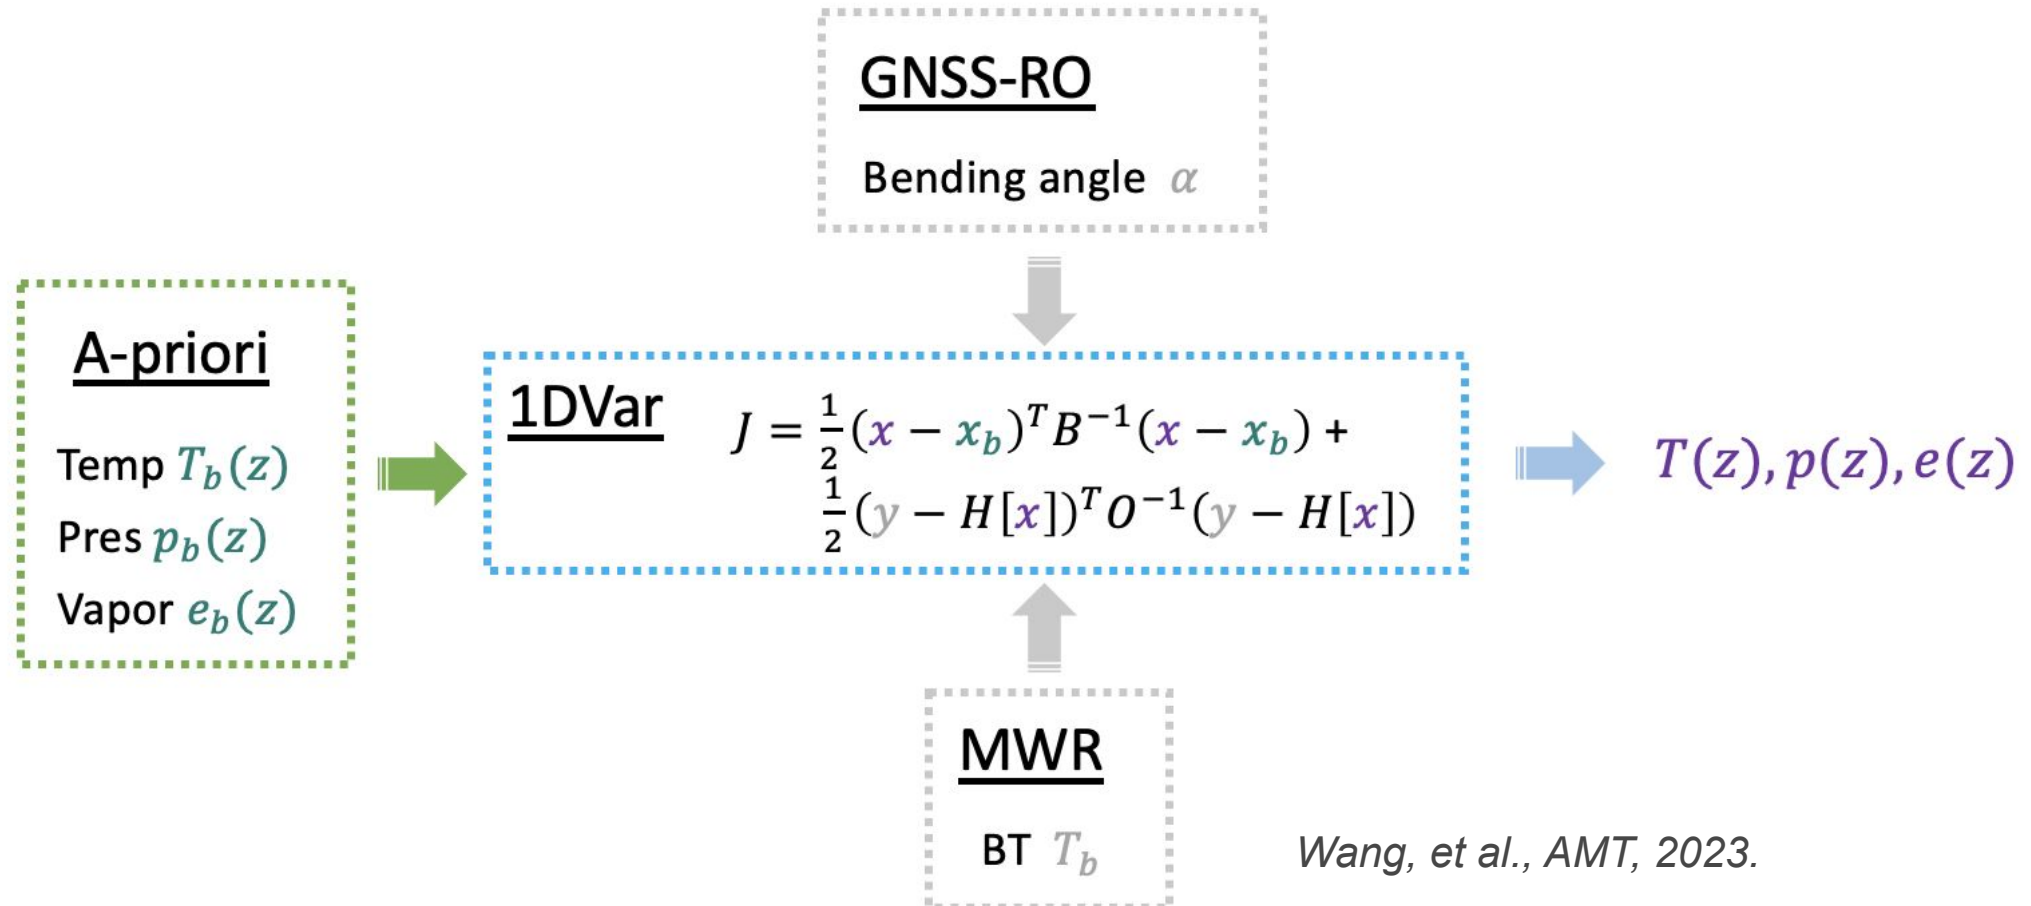 GNSS-RO
Bending angle α
A-priori
Temp T_b(z)
Pres p_b(z)
Vapor e_b(z)
1DVar
J = ½(x − x_b)ᵀ B⁻¹(x − x_b) +
½(y − H[x])ᵀ O⁻¹(y − H[x])
T(z), p(z), e(z)
MWR
BT T_b
Wang, et al., AMT, 2023.